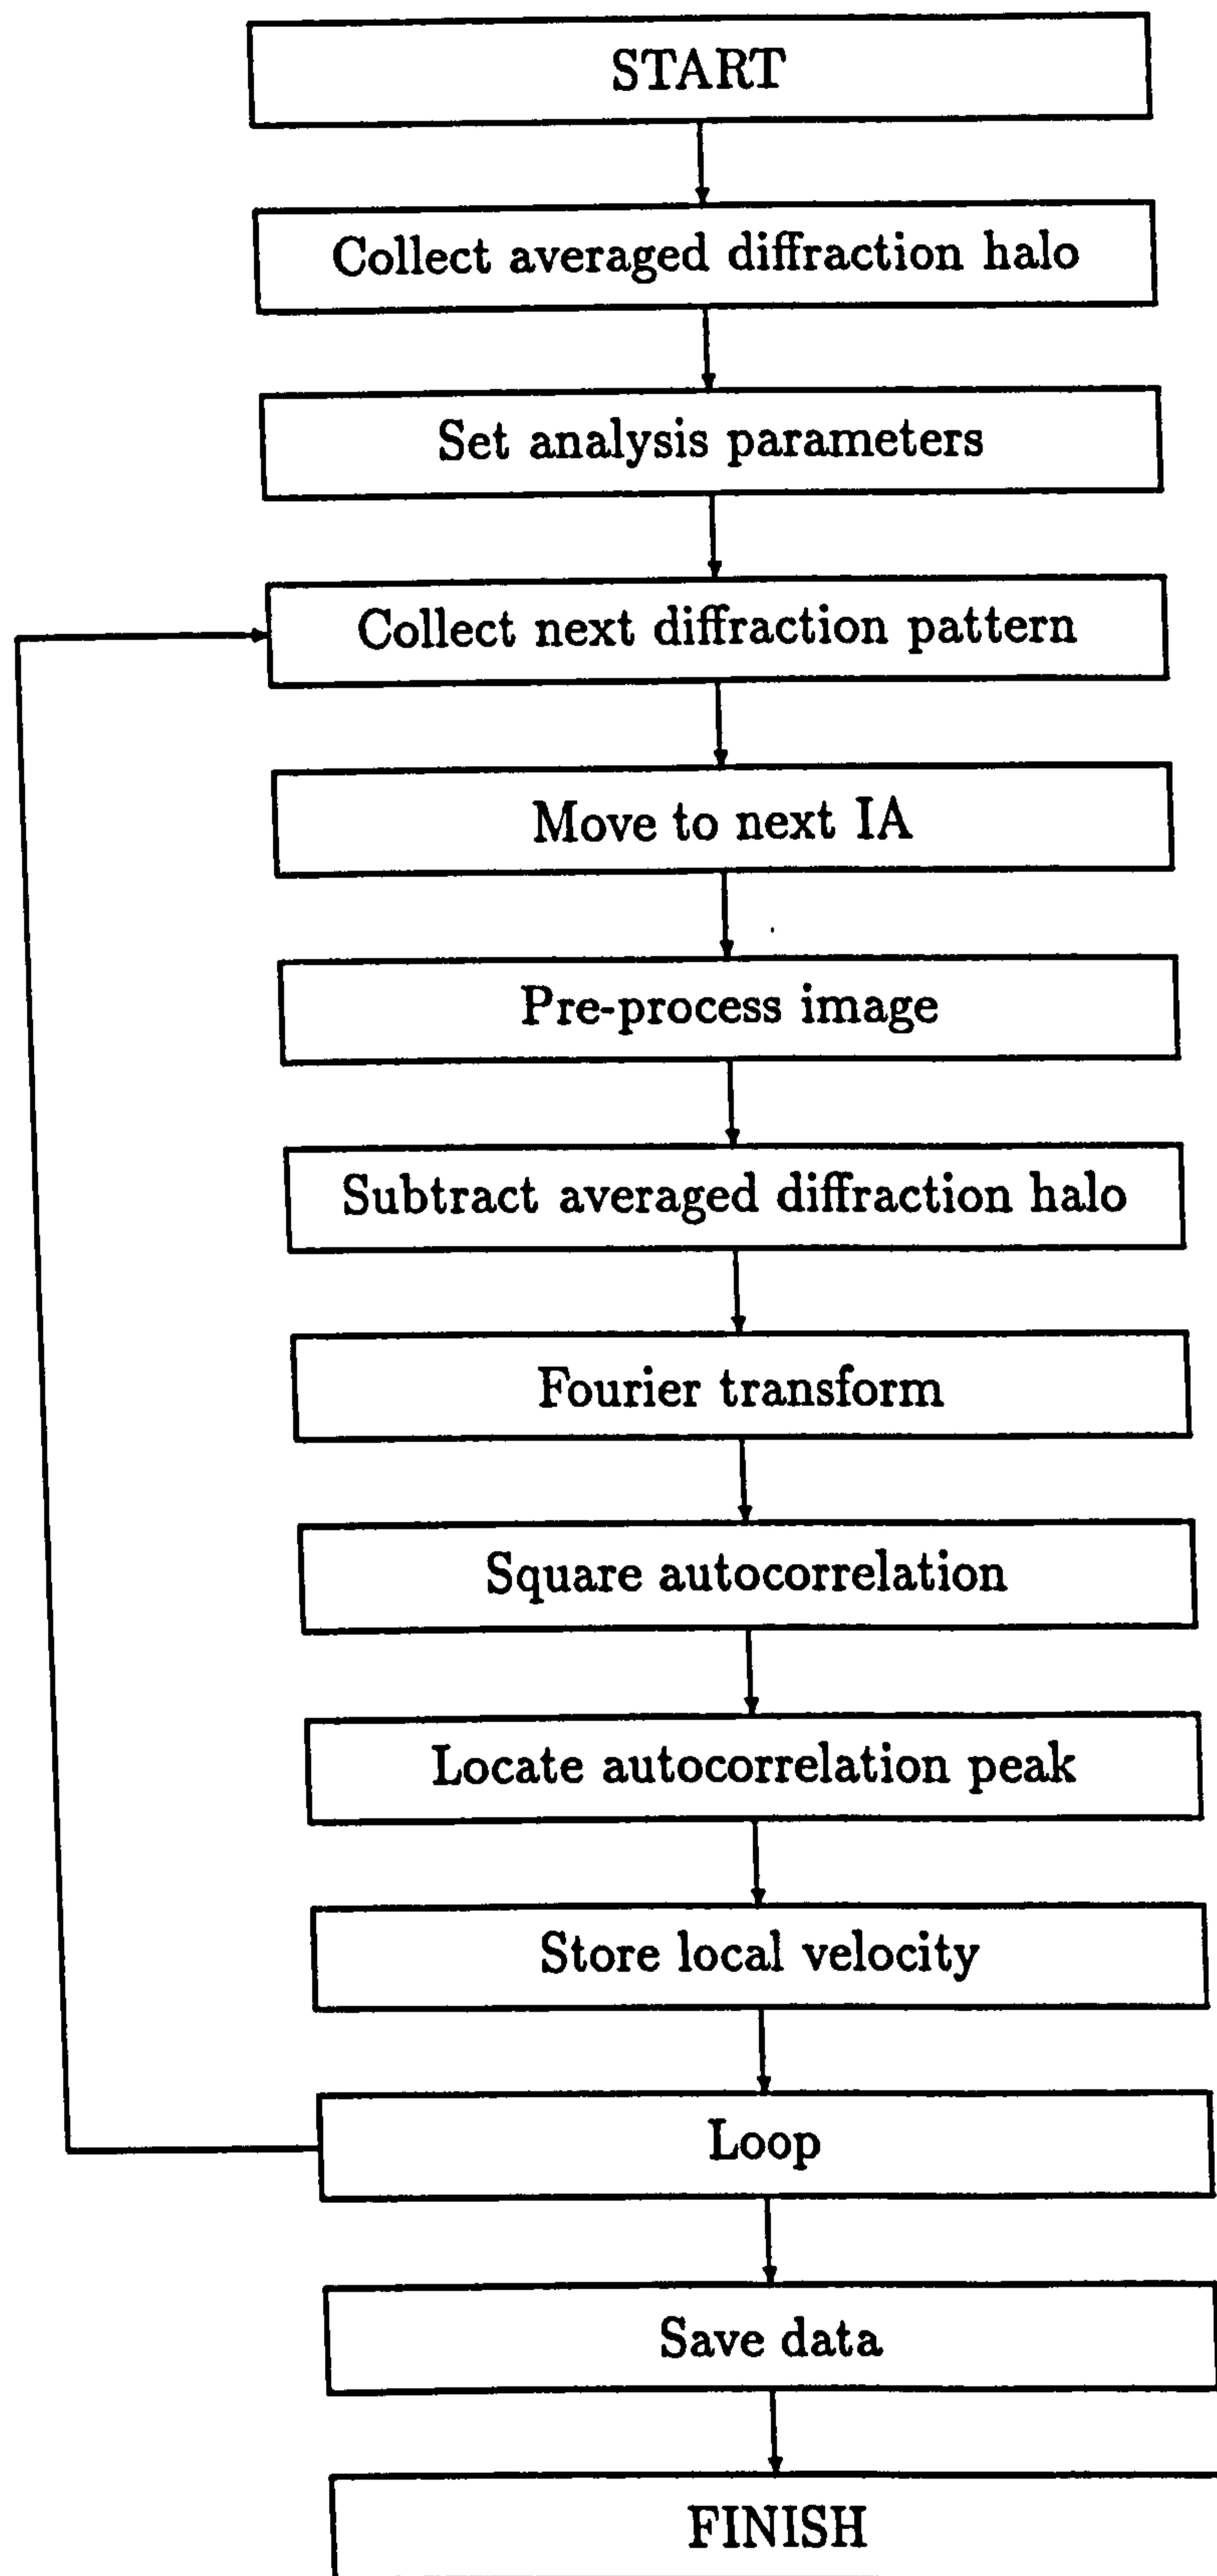 START
Collect averaged diffraction halo
Set analysis parameters
Collect next diffraction pattern
Move to next IA
Pre-process image
Subtract averaged diffraction halo
Fourier transform
Square autocorrelation
Locate autocorrelation peak
Store local velocity
Loop
Save data
FINISH